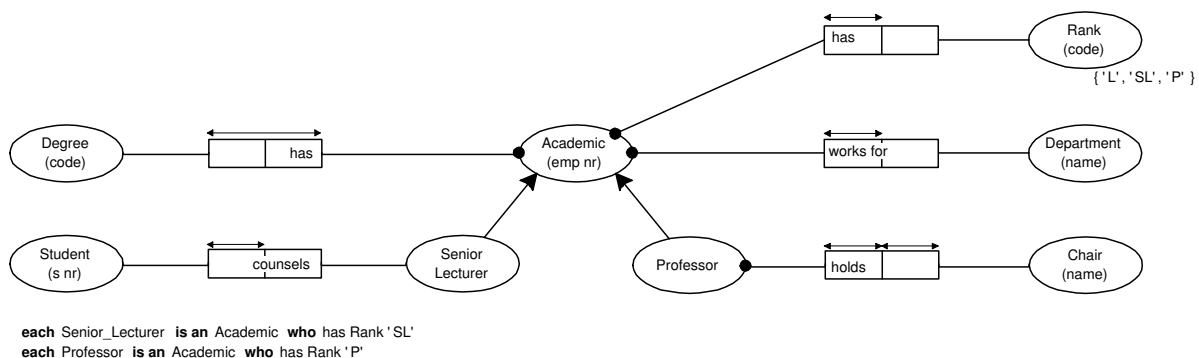 has
Rank
(code)
{ 'L', 'SL', 'P' }
Degree
(code)
has
Academic
(emp nr)
works for
Department
(name)
Student
(s nr)
counsels
Senior
Lecturer
Professor
holds
Chair
(name)
each Senior_Lecturer is an Academic who has Rank 'SL'
each Professor is an Academic who has Rank 'P'